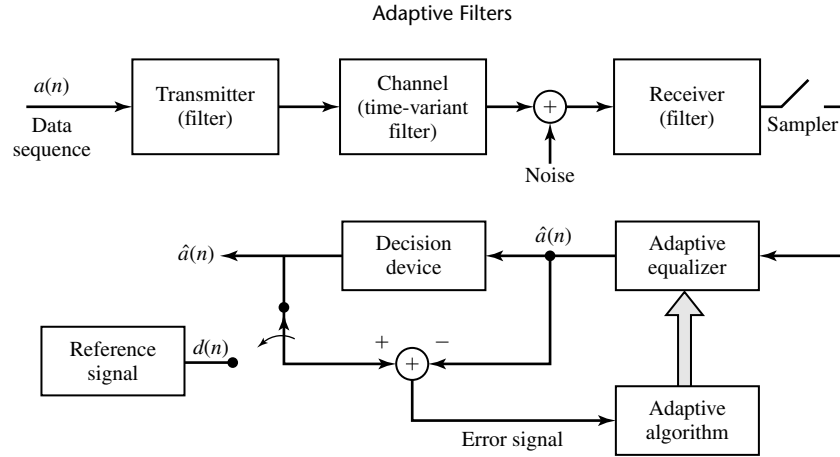 Adaptive Filters
a(n)
Data
sequence
Transmitter
(filter)
Channel
(time-variant
filter)
+
Noise
Receiver
(filter)
Sampler
â(n)
Decision
device
â(n)
Adaptive
equalizer
Reference
signal
d(n)
+
+
−
Error signal
Adaptive
algorithm